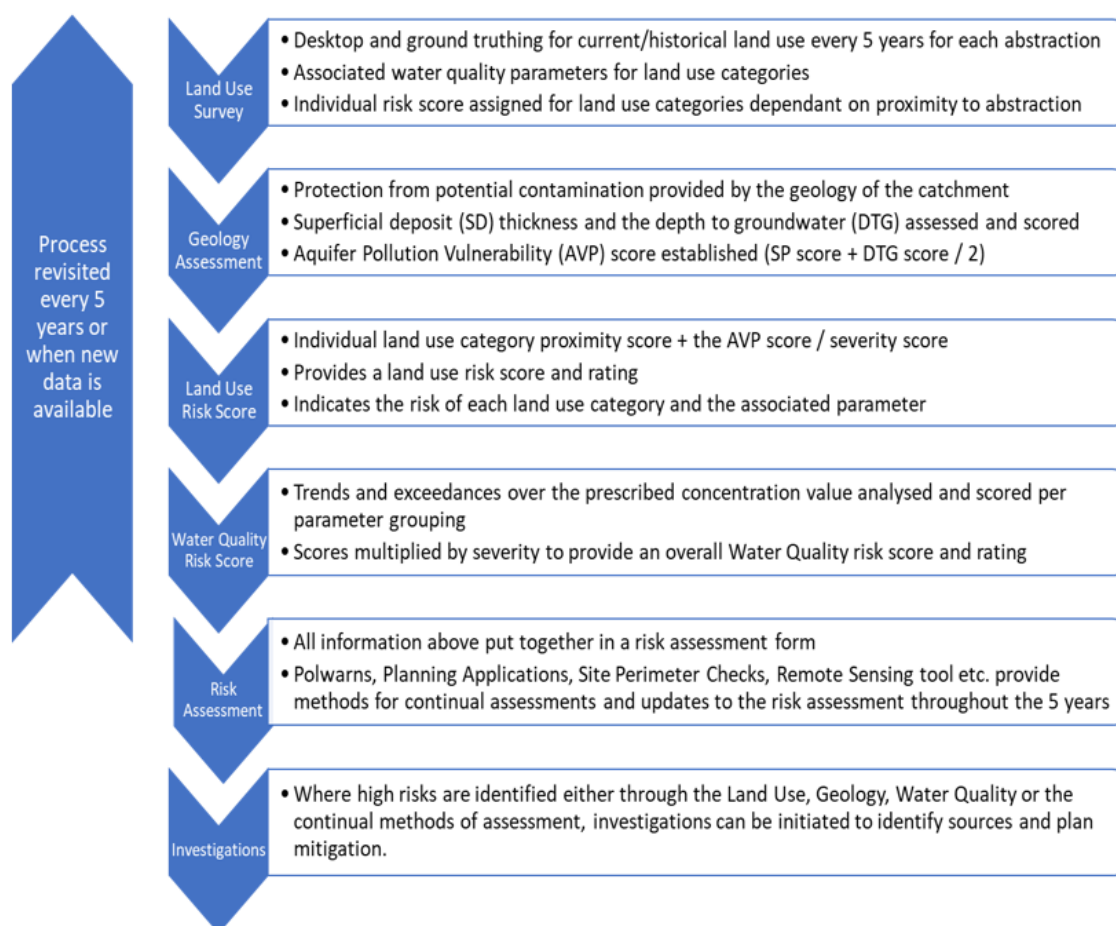 Process
revisited
every 5
years or
when new
data is
available
Land Use
Survey
• Desktop and ground truthing for current/historical land use every 5 years for each abstraction
• Associated water quality parameters for land use categories
• Individual risk score assigned for land use categories dependant on proximity to abstraction
Geology
Assessment
• Protection from potential contamination provided by the geology of the catchment
• Superficial deposit (SD) thickness and the depth to groundwater (DTG) assessed and scored
• Aquifer Pollution Vulnerability (AVP) score established (SP score + DTG score / 2)
Land Use
Risk Score
• Individual land use category proximity score + the AVP score / severity score
• Provides a land use risk score and rating
• Indicates the risk of each land use category and the associated parameter
Water Quality
Risk Score
• Trends and exceedances over the prescribed concentration value analysed and scored per
parameter grouping
• Scores multiplied by severity to provide an overall Water Quality risk score and rating
Risk
Assessment
• All information above put together in a risk assessment form
• Polwarns, Planning Applications, Site Perimeter Checks, Remote Sensing tool etc. provide
methods for continual assessments and updates to the risk assessment throughout the 5 years
Investigations
• Where high risks are identified either through the Land Use, Geology, Water Quality or the
continual methods of assessment, investigations can be initiated to identify sources and plan
mitigation.